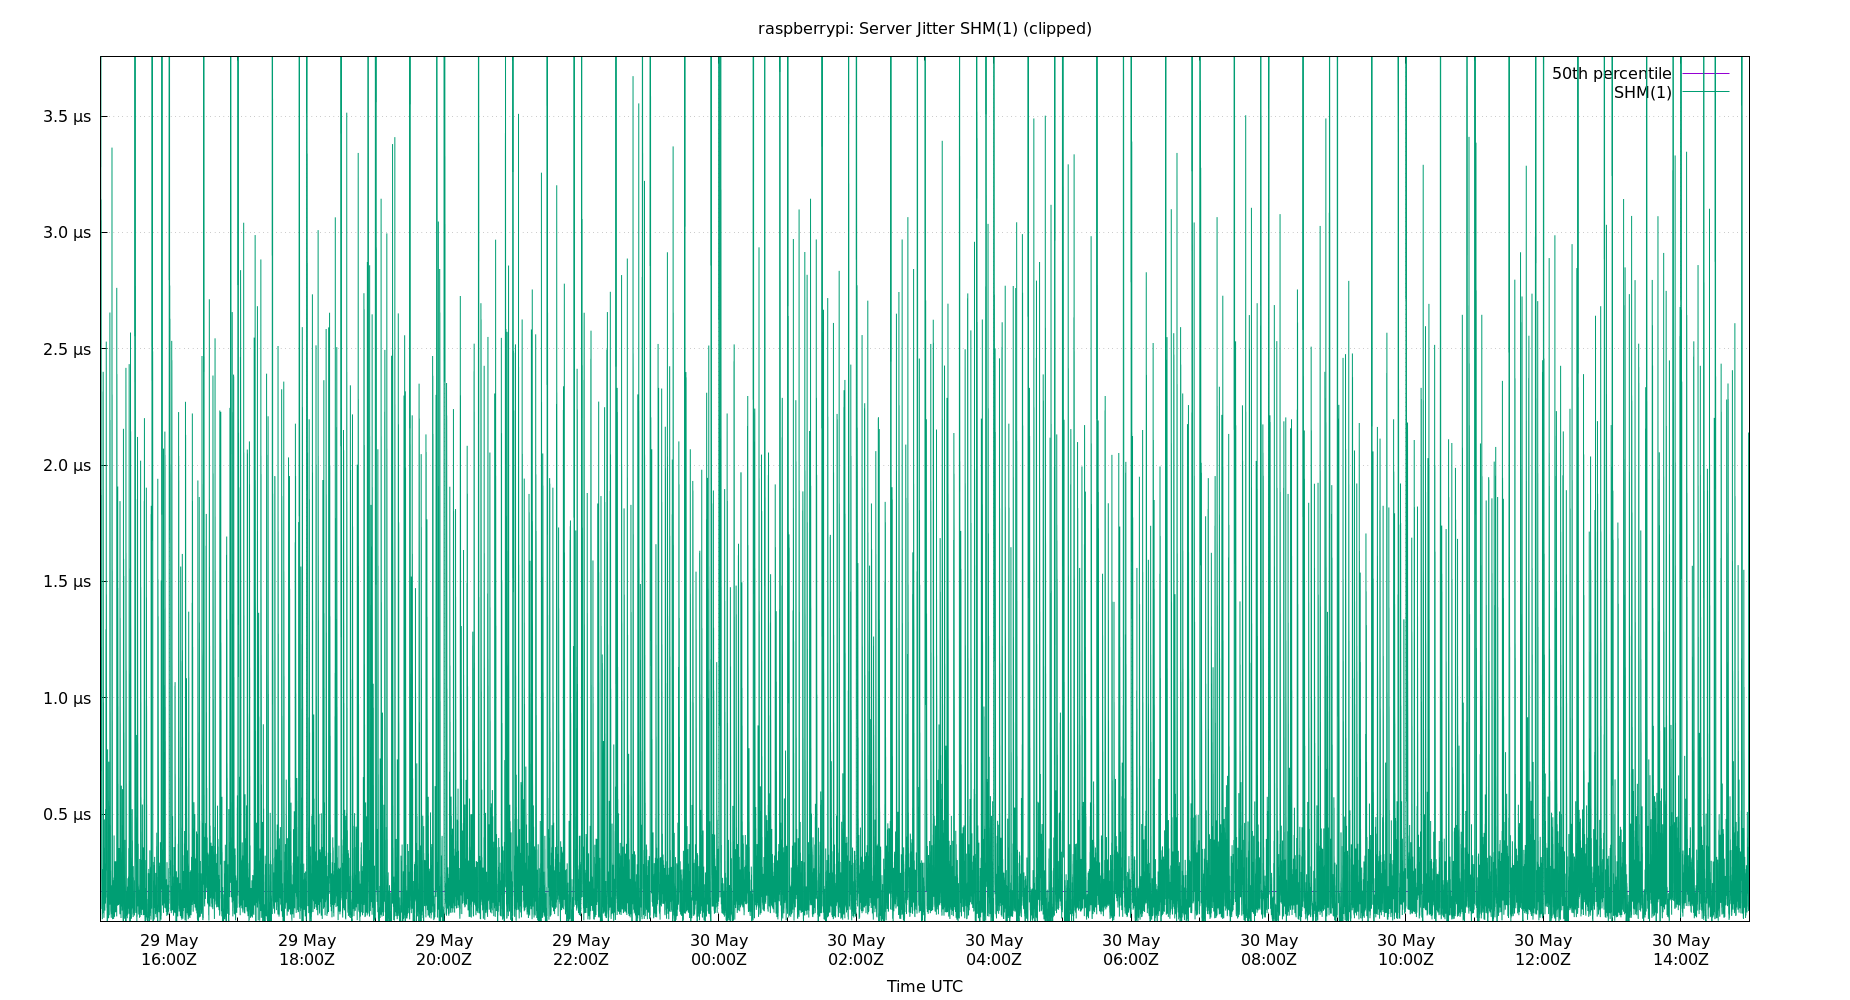 raspberrypi: Server Jitter SHM(1) (clipped)
50th percentile
SHM(1)
3.5 µs
3.0 µs
2.5 µs
2.0 µs
1.5 µs
1.0 µs
0.5 µs
29 May 29 May 29 May 29 May 30 May 30 May 30 May 30 May 30 May 30 May 30 May 30 May
16:00Z 18:00Z 20:00Z 22:00Z 00:00Z 02:00Z 04:00Z 06:00Z 08:00Z 10:00Z 12:00Z 14:00Z
Time UTC